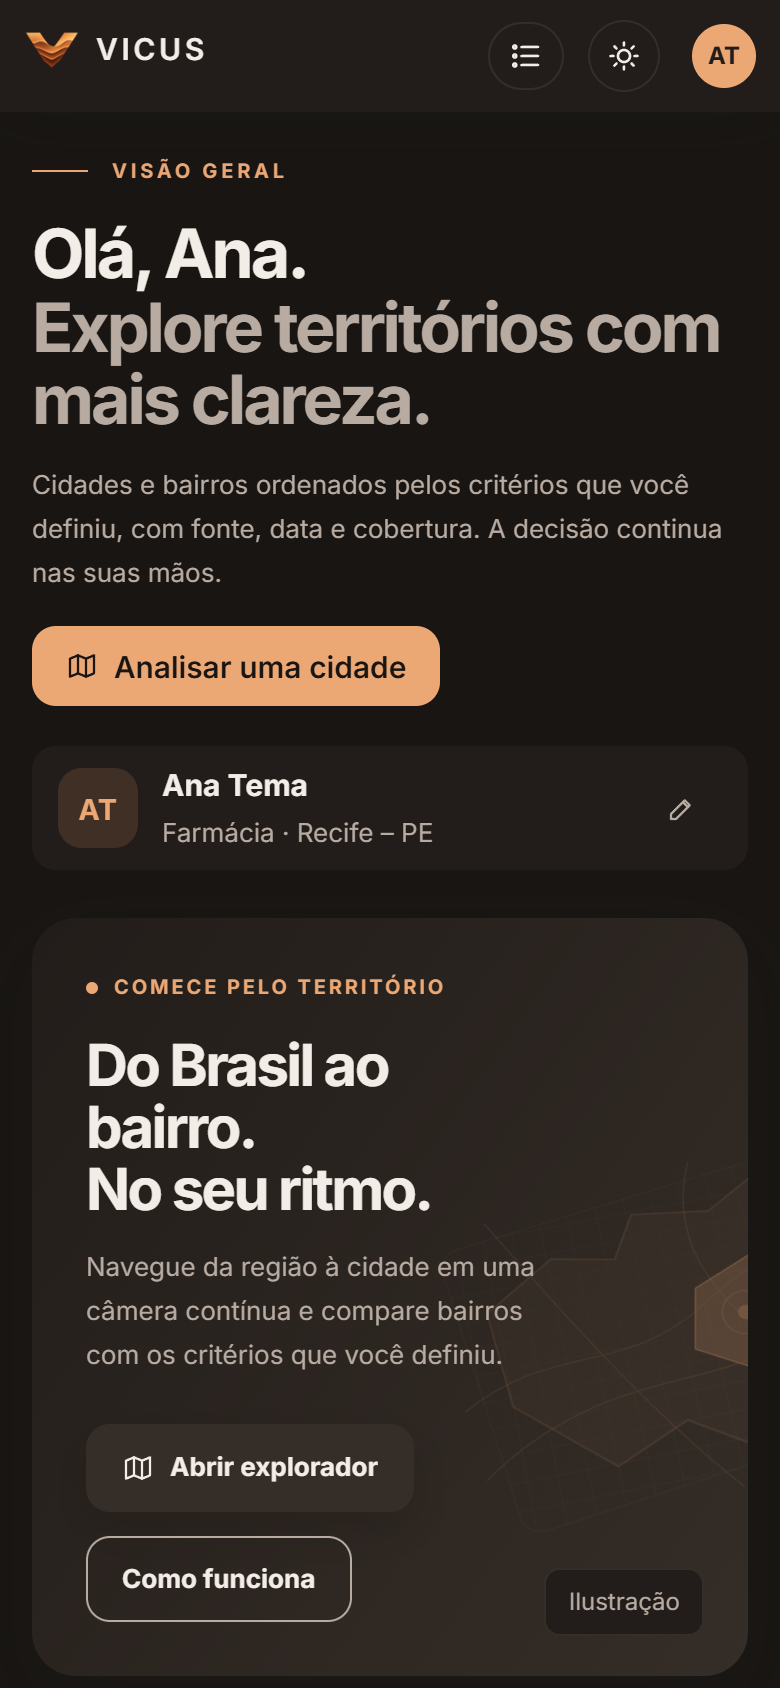 VICUS
AT
VISÃO GERAL
Olá, Ana.
Explore territórios com
mais clareza.
Cidades e bairros ordenados pelos critérios que você
definiu, com fonte, data e cobertura. A decisão continua
nas suas mãos.
Analisar uma cidade
AT
Ana Tema
Farmácia · Recife – PE
COMECE PELO TERRITÓRIO
Do Brasil ao
bairro.
No seu ritmo.
Navegue da região à cidade em uma
câmera contínua e compare bairros
com os critérios que você definiu.
Abrir explorador
Como funciona
Ilustração